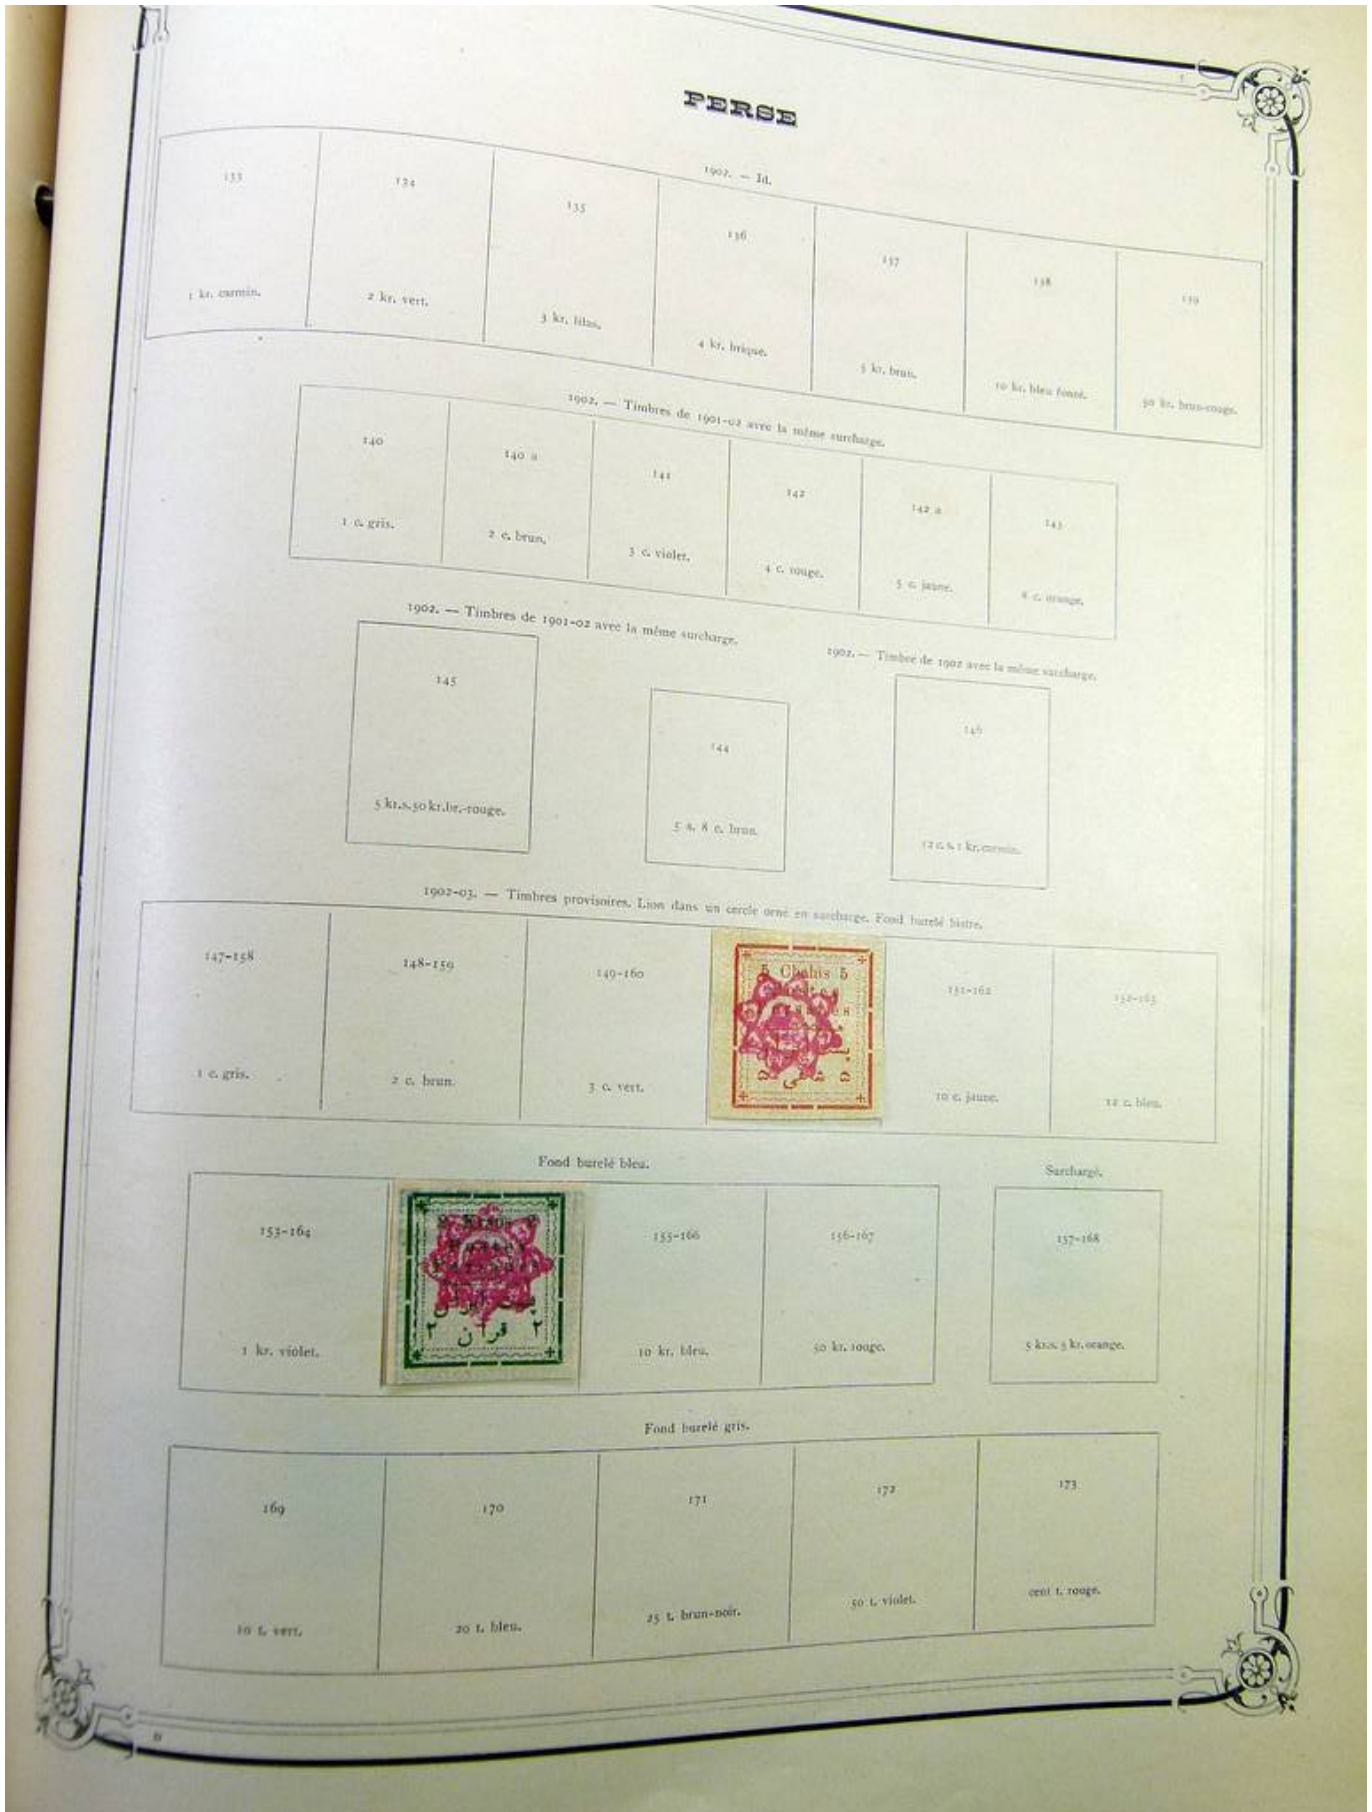 PERSE
1902. — Id.
133
134
135
136
137
138
139
1 kr. carmin.
2 kr. vert.
3 kr. lilas.
4 kr. brique.
5 kr. brun.
10 kr. bleu foncé.
50 kr. brun-rouge.
1902. — Timbres de 1901-02 avec la même surcharge.
140
140 a
141
142
142 a
143
1 c. gris.
2 c. brun.
3 c. violet.
4 c. rouge.
5 c. jaune.
8 c. orange.
1902. — Timbres de 1901-02 avec la même surcharge.
1902. — Timbre de 1902 avec la même surcharge.
145
144
146
5 kr.s.50 kr.br.-rouge.
5 s. 8 c. brun.
12 c. s. 1 kr. carmin.
1902-03. — Timbres provisoires. Lion dans un cercle orné en surcharge. Fond burelé bistre.
147-158
148-159
149-160
5 Chahis 5
151-162
152-163
1 c. gris.
2 c. brun.
3 c. vert.
۵ شاهی ۵
10 c. jaune.
12 c. bleu.
Fond burelé bleu.
Surchargé.
153-164
Postes
155-166
156-167
157-168
۲ قران ۲
1 kr. violet.
10 kr. bleu.
50 kr. rouge.
5 kr.s. 5 kr. orange.
Fond burelé gris.
169
170
171
172
173
10 t. vert.
20 t. bleu.
25 t. brun-noir.
50 t. violet.
cent t. rouge.